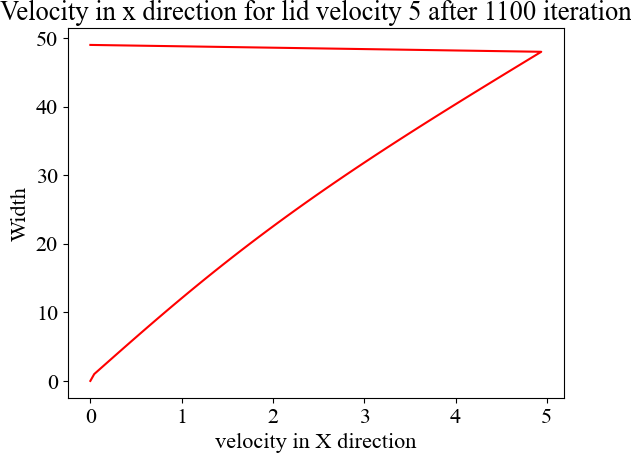 Velocity in x direction for lid velocity 5 after 1100 iteration
50
40
30
20
10
0
Width
0 1 2 3 4 5
velocity in X direction